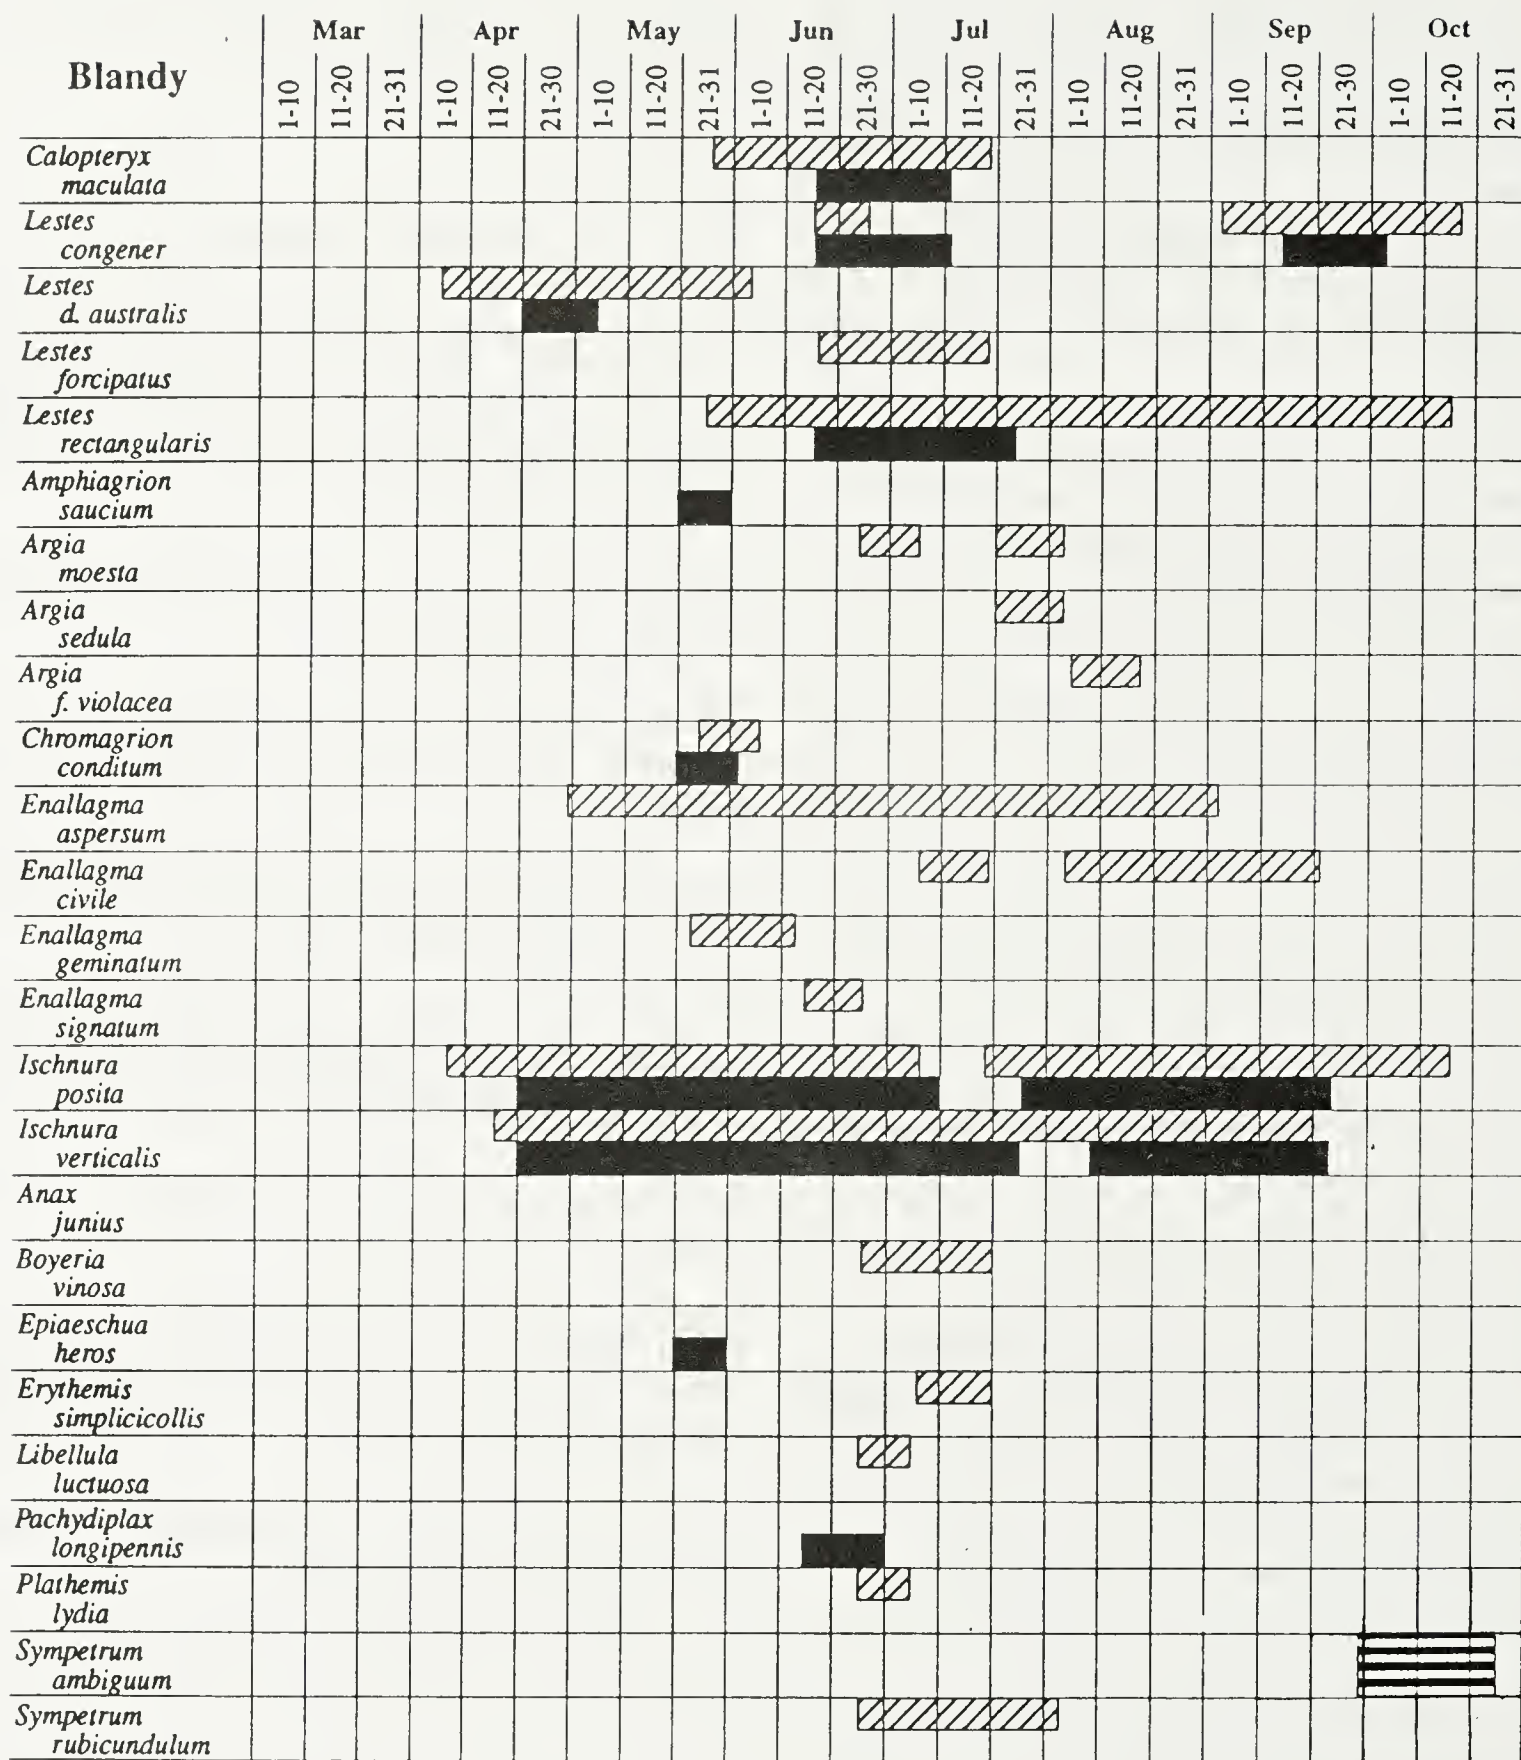 Mar Apr May Jun Jul Aug Sep Oct
Blandy
1-10 11-20 21-31 1-10 11-20 21-30 1-10 11-20 21-31 1-10 11-20 21-30 1-10 11-20 21-31 1-10 11-20 21-31 1-10 11-20 21-30 1-10 11-20 21-31
Calopteryx
maculata
Lestes
congener
Lestes
d. australis
Lestes
forcipatus
Lestes
rectangularis
Amphiagrion
saucium
Argia
moesta
Argia
sedula
Argia
f. violacea
Chromagrion
conditum
Enallagma
aspersum
Enallagma
civile
Enallagma
geminatum
Enallagma
signatum
Ischnura
posita
Ischnura
verticalis
Anax
junius
Boyeria
vinosa
Epiaeschua
heros
Erythemis
simplicicollis
Libellula
luctuosa
Pachydiplax
longipennis
Plathemis
lydia
Sympetrum
ambiguum
Sympetrum
rubicundulum